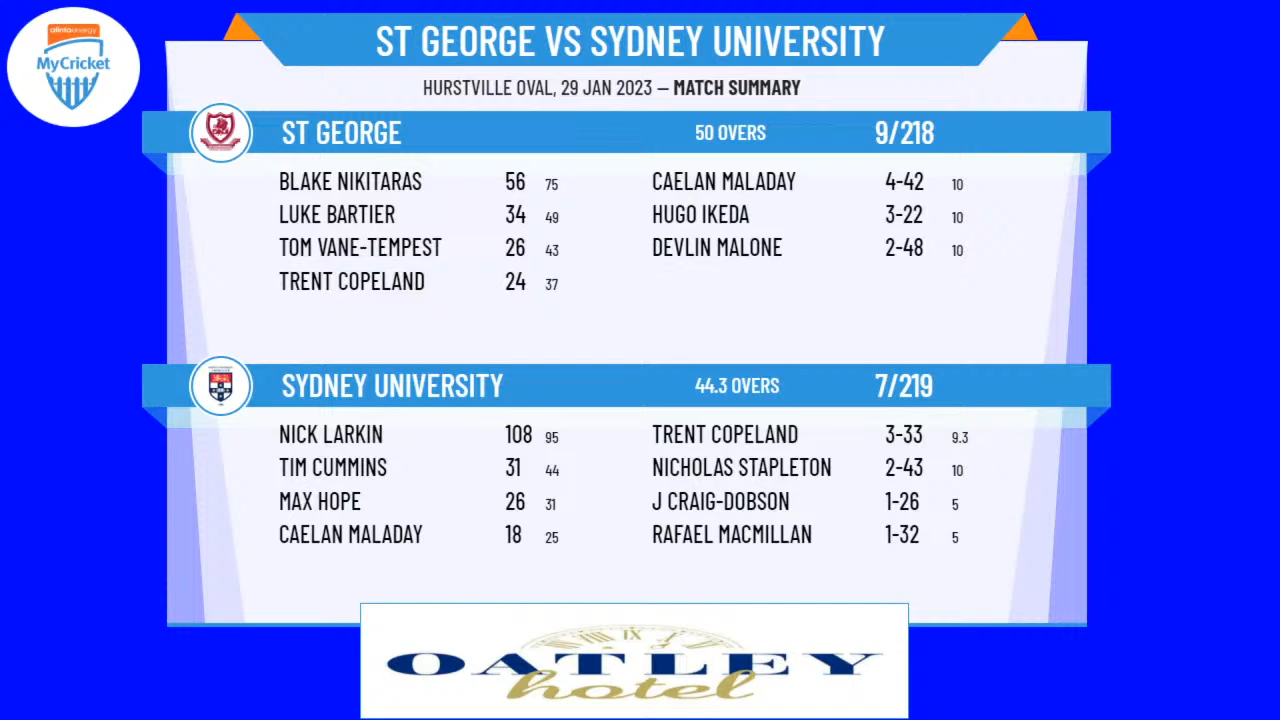 alintaenergy
MyCricket
ST GEORGE VS SYDNEY UNIVERSITY
HURSTVILLE OVAL, 29 JAN 2023 – MATCH SUMMARY
ST GEORGE 50 OVERS 9/218
BLAKE NIKITARAS 56 75 CAELAN MALADAY 4-42 10
LUKE BARTIER 34 49 HUGO IKEDA 3-22 10
TOM VANE-TEMPEST 26 43 DEVLIN MALONE 2-48 10
TRENT COPELAND 24 37
SYDNEY UNIVERSITY 44.3 OVERS 7/219
NICK LARKIN 108 95 TRENT COPELAND 3-33 9.3
TIM CUMMINS 31 44 NICHOLAS STAPLETON 2-43 10
MAX HOPE 26 31 J CRAIG-DOBSON 1-26 5
CAELAN MALADAY 18 25 RAFAEL MACMILLAN 1-32 5
OATLEY
hotel